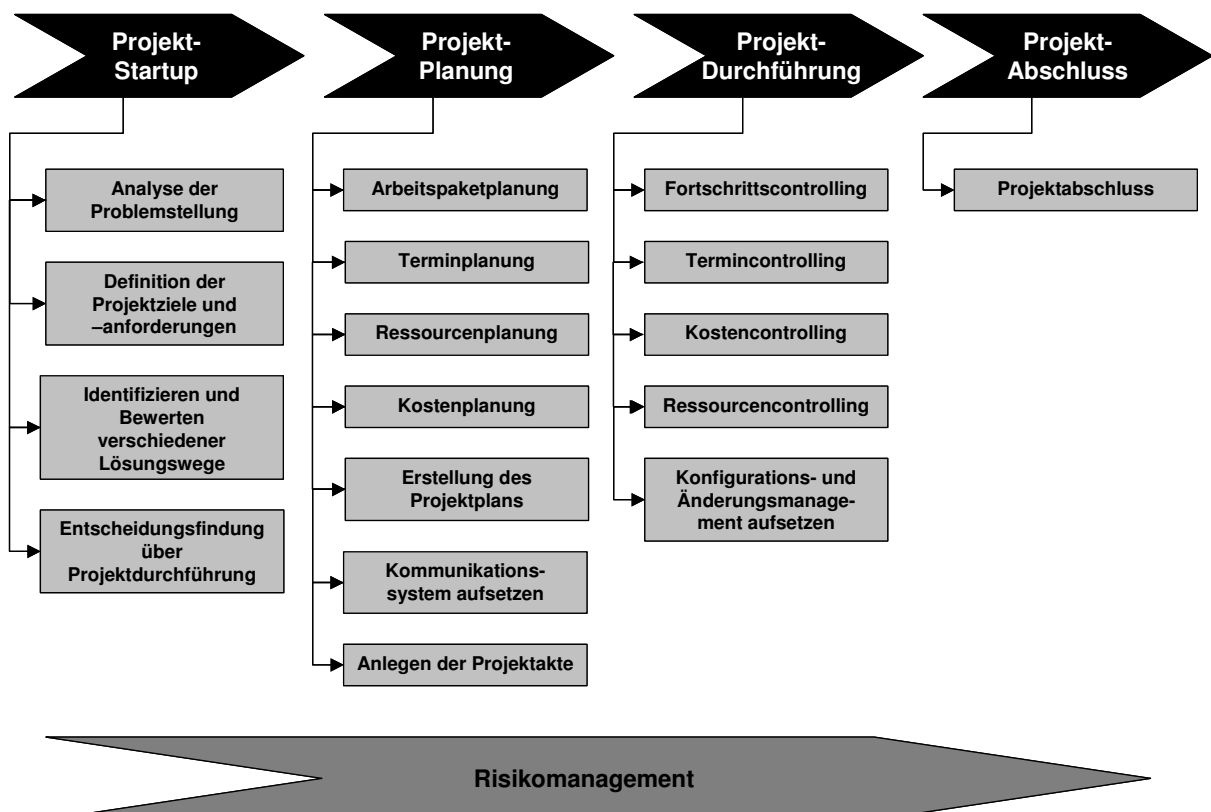 Projekt-
Startup
Projekt-
Planung
Projekt-
Durchführung
Projekt-
Abschluss
Analyse der
Problemstellung
Definition der
Projektziele und
–anforderungen
Identifizieren und
Bewerten
verschiedener
Lösungswege
Entscheidungsfindung
über
Projektdurchführung
Arbeitspaketplanung
Terminplanung
Ressourcenplanung
Kostenplanung
Erstellung des
Projektplans
Kommunikations-
system aufsetzen
Anlegen der Projektakte
Fortschrittscontrolling
Termincontrolling
Kostencontrolling
Ressourcencontrolling
Konfigurations- und
Änderungsmanage-
ment aufsetzen
Projektabschluss
Risikomanagement